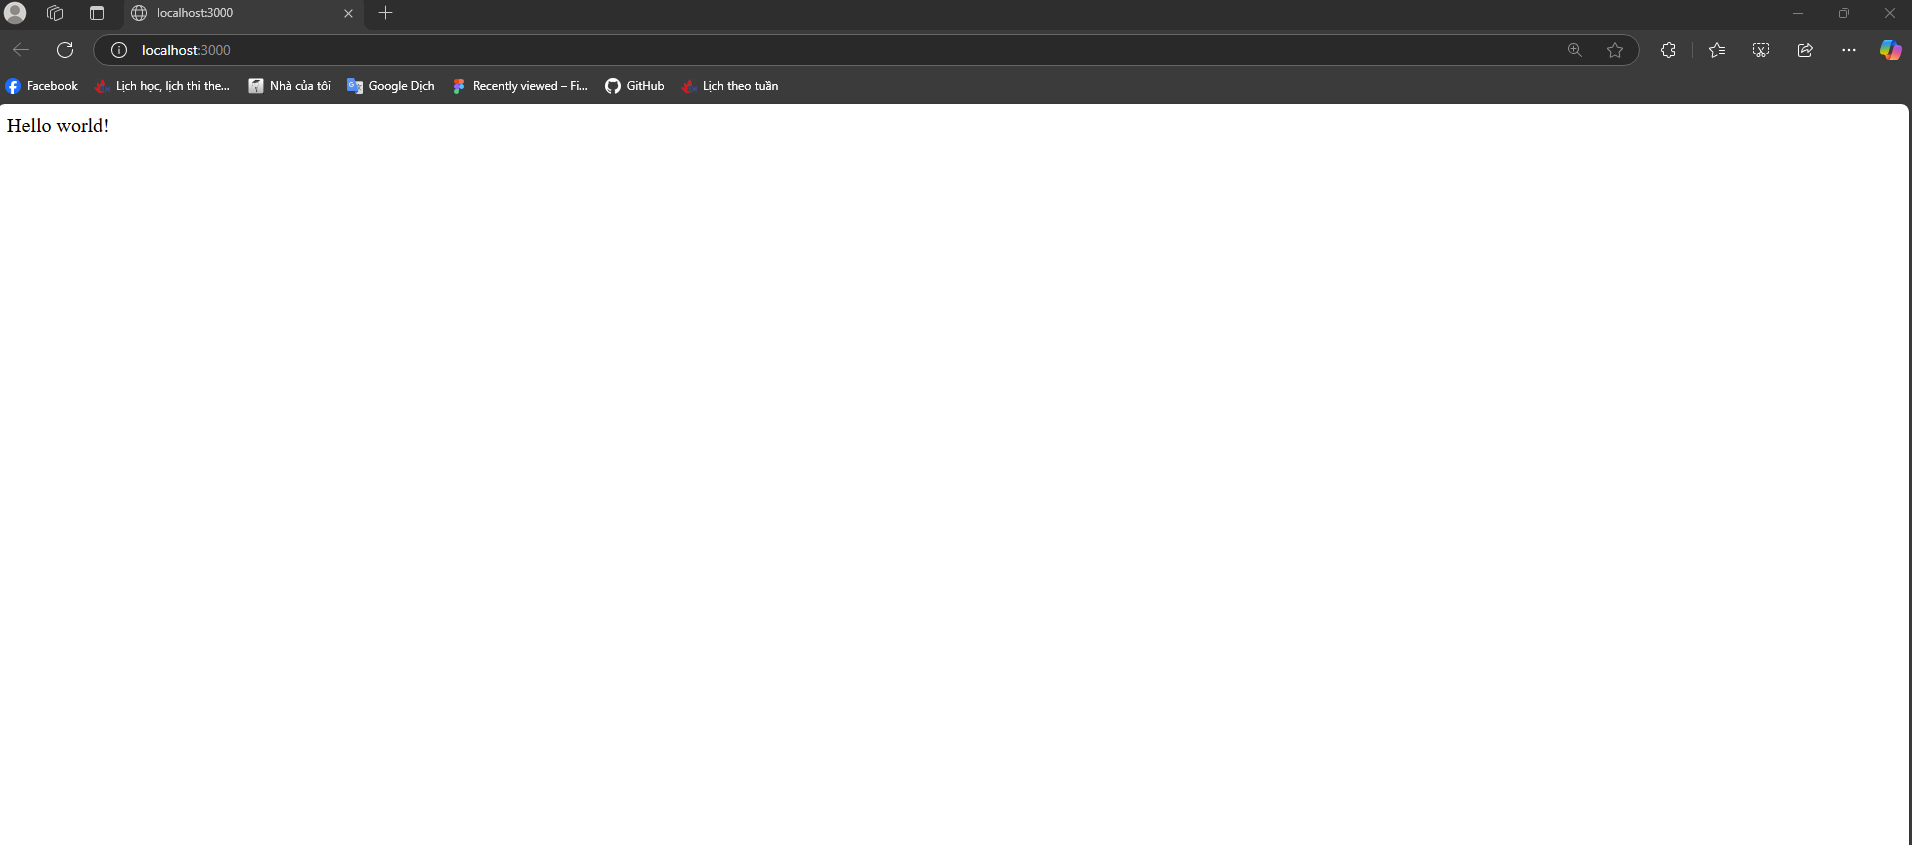 localhost:3000
localhost:3000
Facebook
Lịch học, lịch thi the...
Nhà của tôi
Google Dịch
Recently viewed – Fi...
GitHub
Lịch theo tuần
Hello world!